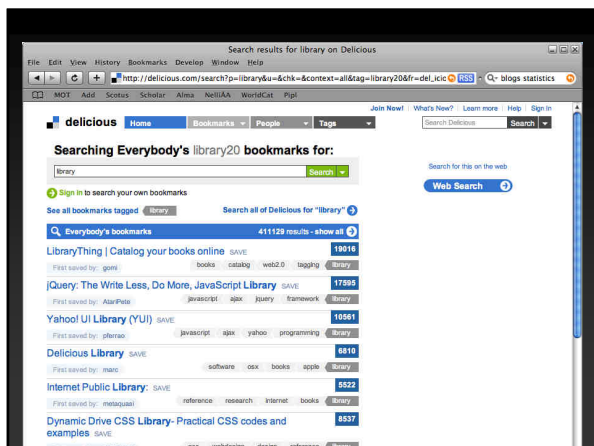 Search results for library on Delicious
File Edit View History Bookmarks Develop Window Help
http://delicious.com/search?p=library&u=&chk=&context=all&tag=library20&fr=del_icic RSS Q- blogs statistics
MOT Add Scotus Scholar Alma NelliAA WorldCat Pipl
Join Now! What's New? Learn more Help Sign In
delicious Home Bookmarks People Tags Search Delicious Search
Searching Everybody's library20 bookmarks for:
library Search
Search for this on the web
Sign In to search your own bookmarks
Web Search
See all bookmarks tagged library Search all of Delicious for "library"
Everybody's bookmarks 411129 results - show all
LibraryThing | Catalog your books online SAVE 19016
First saved by: gomi books catalog web2.0 tagging library
jQuery: The Write Less, Do More, JavaScript Library SAVE 17595
First saved by: AlanPete javascript ajax jquery framework library
Yahoo! UI Library (YUI) SAVE 10561
First saved by: pferrao javascript ajax yahoo programming library
Delicious Library SAVE 6810
First saved by: marc software osx books apple library
Internet Public Library: SAVE 5522
First saved by: metaquaxi reference research internet books library
Dynamic Drive CSS Library- Practical CSS codes and 8537
examples SAVE
css webdesign design reference library